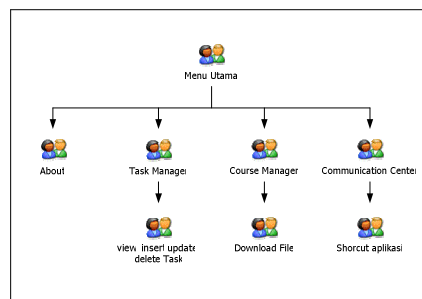 Menu Utama
About
Task Manager
Course Manager
Communication Center
view insert update
delete Task
Download File
Shorcut aplikasi